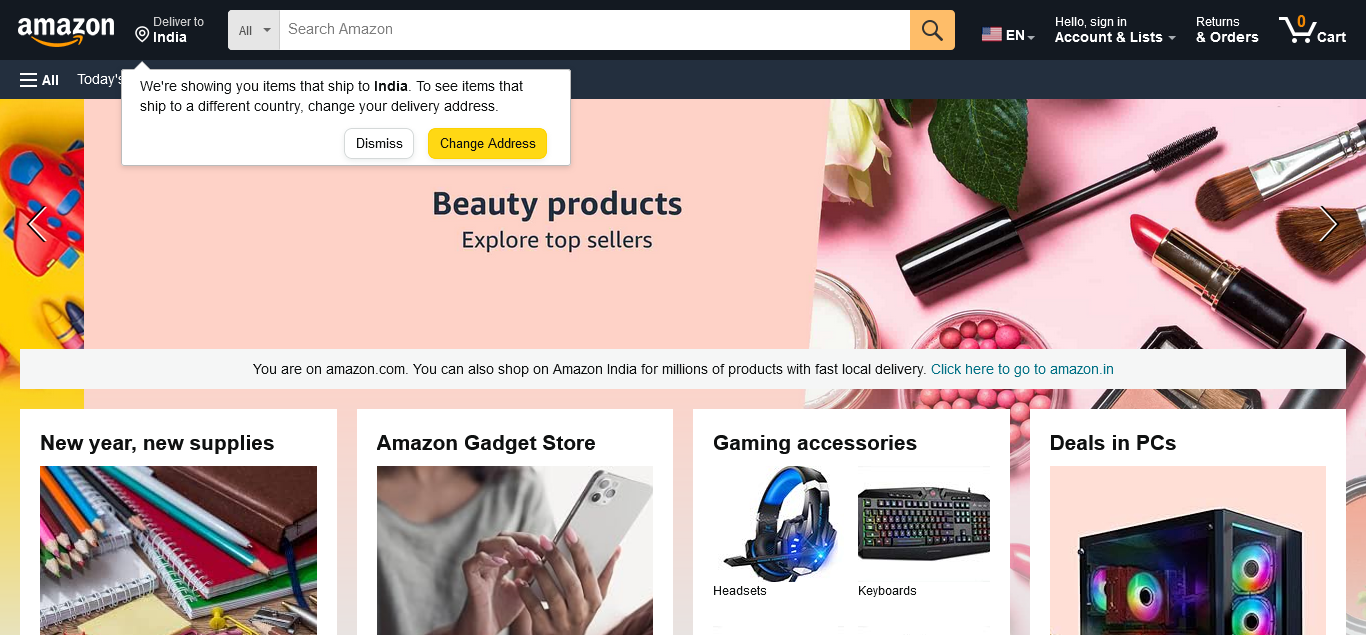 amazon
Deliver to
India
All
Search Amazon
EN
Hello, sign in
Account & Lists
Returns
& Orders
0
Cart
All
Today's
We're showing you items that ship to India. To see items that
ship to a different country, change your delivery address.
Dismiss
Change Address
Beauty products
Explore top sellers
You are on amazon.com. You can also shop on Amazon India for millions of products with fast local delivery. Click here to go to amazon.in
New year, new supplies
Amazon Gadget Store
Gaming accessories
Deals in PCs
Headsets
Keyboards